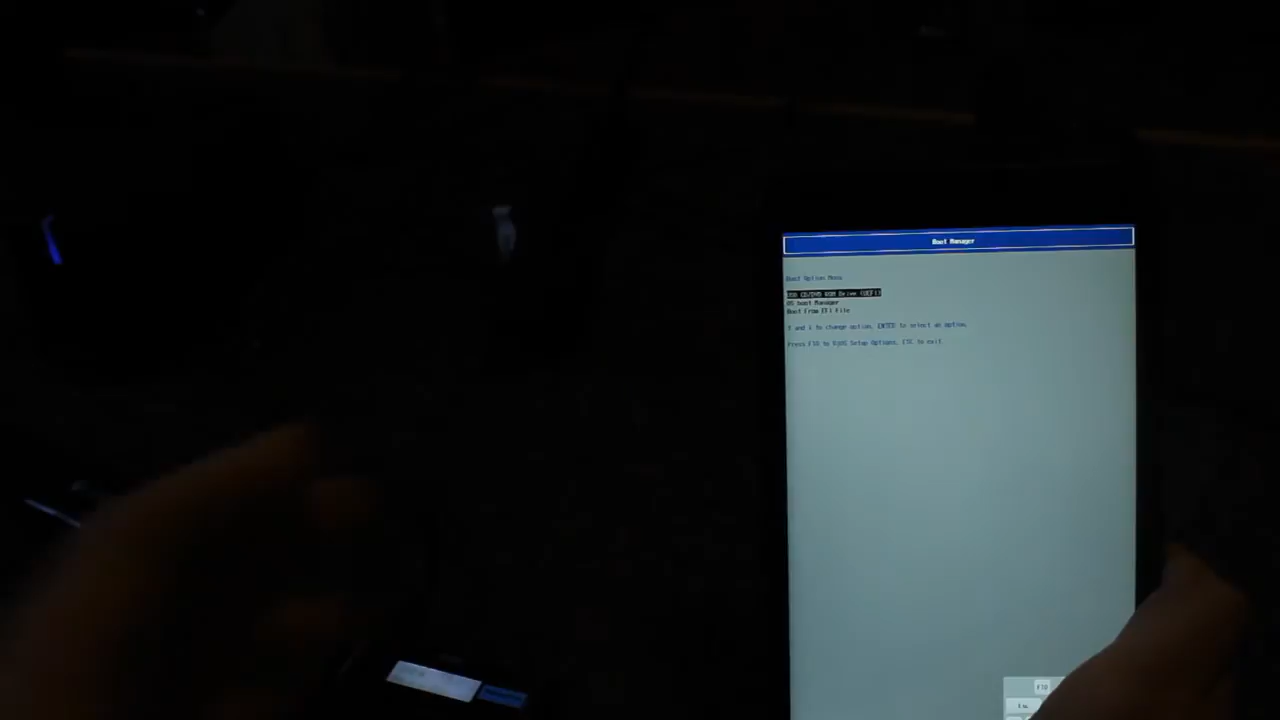 Boot Manager
Boot Option Menu
USB CD/DVD ROM Drive (UEFI)
OS boot Manager
Boot From EFI File
and to change option, ENTER to select an option.
Press F10 to BIOS Setup Options, ESC to exit
F10